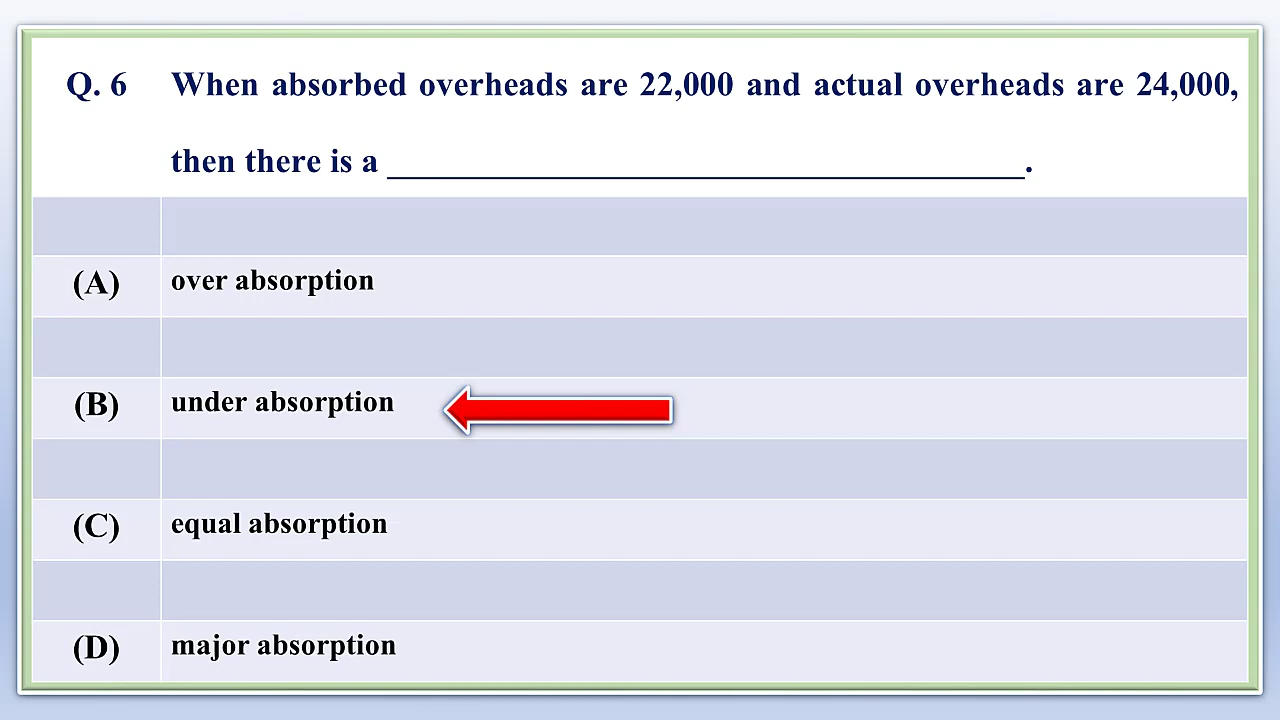 Q. 6 When absorbed overheads are 22,000 and actual overheads are 24,000,
then there is a ______________________________________.
(A) over absorption
(B) under absorption
(C) equal absorption
(D) major absorption